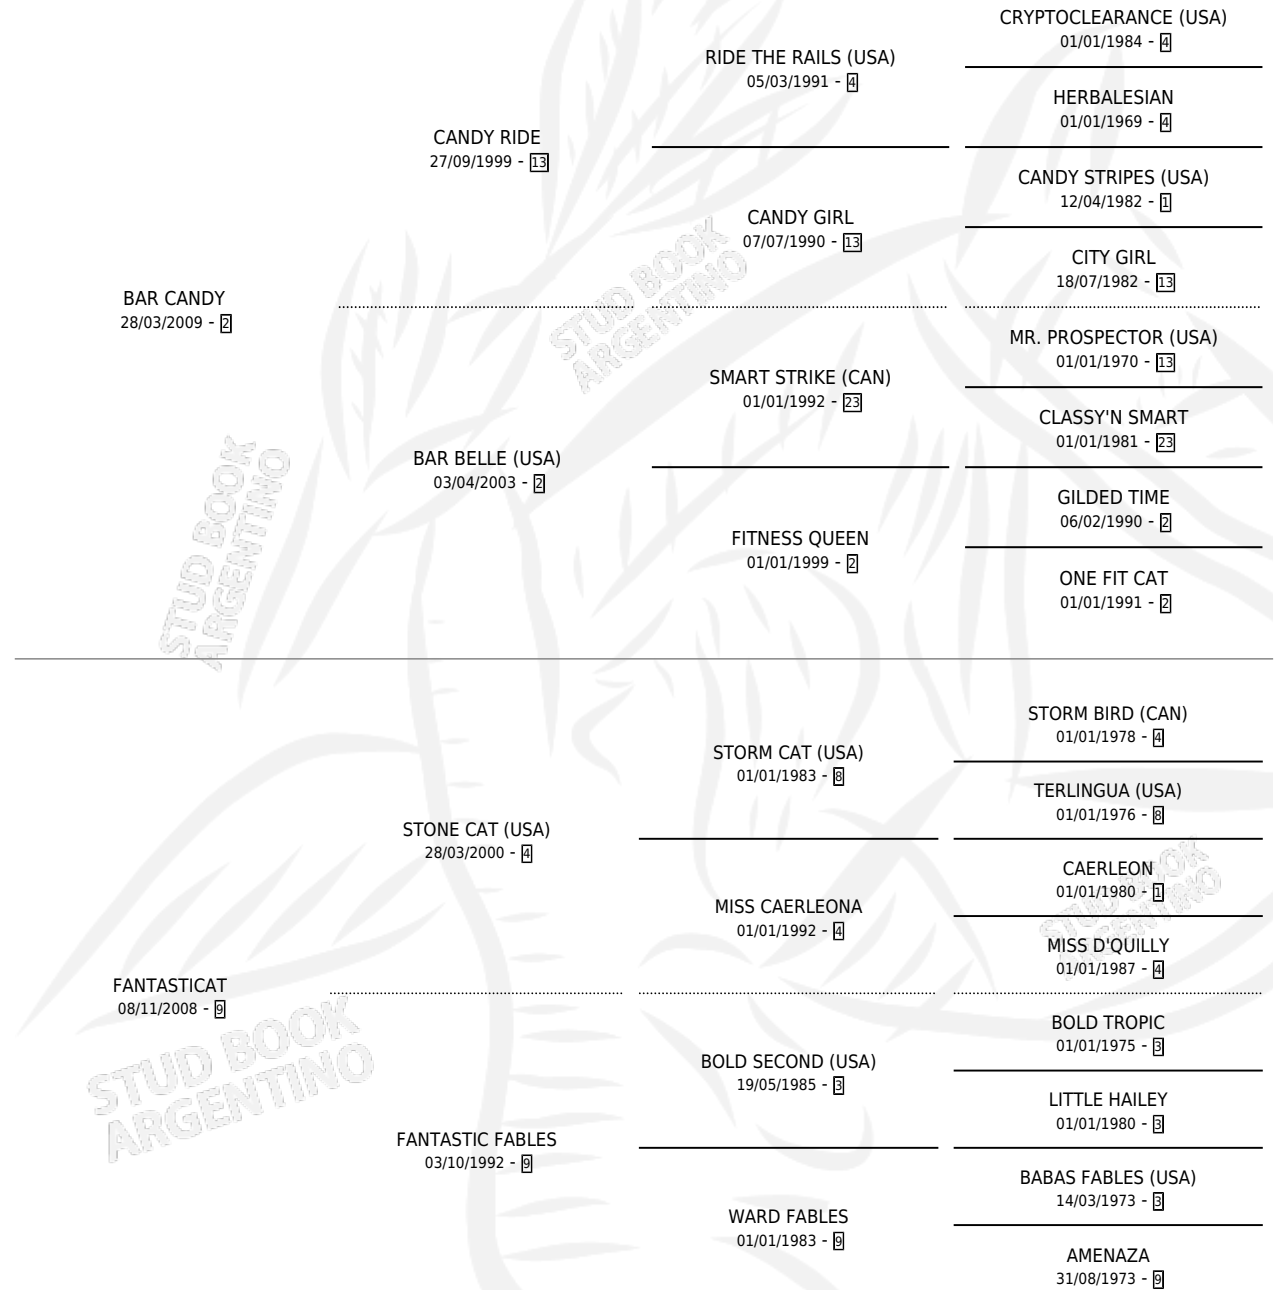 CRYPTOCLEARANCE (USA)
01/01/1984 - 4
RIDE THE RAILS (USA)
05/03/1991 - 4
HERBALESIAN
01/01/1969 - 4
CANDY RIDE
27/09/1999 - 13
CANDY STRIPES (USA)
12/04/1982 - 1
CANDY GIRL
07/07/1990 - 13
CITY GIRL
18/07/1982 - 13
BAR CANDY
28/03/2009 - 2
MR. PROSPECTOR (USA)
01/01/1970 - 13
SMART STRIKE (CAN)
01/01/1992 - 23
CLASSY'N SMART
01/01/1981 - 23
BAR BELLE (USA)
03/04/2003 - 2
GILDED TIME
06/02/1990 - 2
FITNESS QUEEN
01/01/1999 - 2
ONE FIT CAT
01/01/1991 - 2
STUD BOOK
ARGENTINO
STUD BOOK
ARGENTINO
STORM BIRD (CAN)
01/01/1978 - 4
STORM CAT (USA)
01/01/1983 - 8
TERLINGUA (USA)
01/01/1976 - 8
STONE CAT (USA)
28/03/2000 - 4
CAERLEON
01/01/1980 - 1
MISS CAERLEONA
01/01/1992 - 4
MISS D'QUILLY
01/01/1987 - 4
FANTASTICAT
08/11/2008 - 9
BOLD TROPIC
01/01/1975 - 3
BOLD SECOND (USA)
19/05/1985 - 3
LITTLE HAILEY
01/01/1980 - 3
FANTASTIC FABLES
03/10/1992 - 9
BABAS FABLES (USA)
14/03/1973 - 3
WARD FABLES
01/01/1983 - 9
AMENAZA
31/08/1973 - 9
STUD BOOK
ARGENTINO
STUD BOOK
ARGENTINO